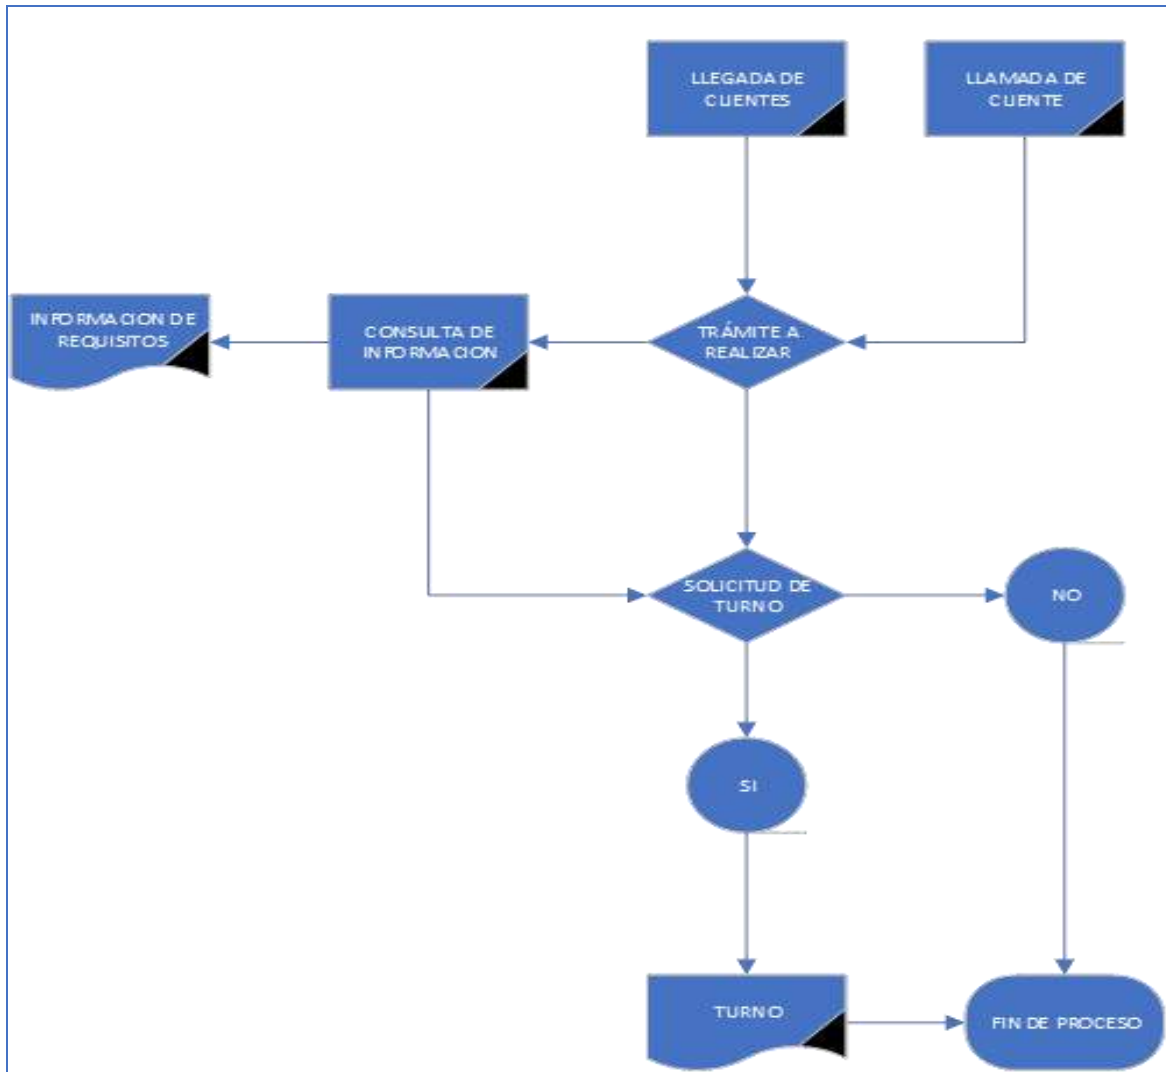 LLEGADA DE
CLIENTES
LLAMADA DE
CLIENTE
INFORMACION DE
REQUISITOS
CONSULTA DE
INFORMACION
TRÁMITE A
REALIZAR
SOLICITUD DE
TURNO
NO
SI
TURNO
FIN DE PROCESO